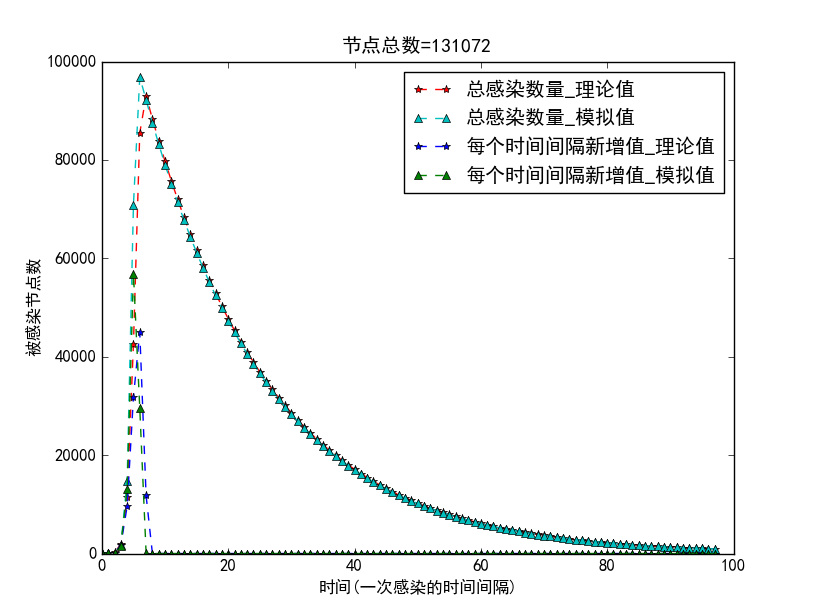 节点总数=131072
总感染数量_理论值
总感染数量_模拟值
每个时间间隔新增值_理论值
每个时间间隔新增值_模拟值
被感染节点数
100000
80000
60000
40000
20000
0
0 20 40 60 80 100
时间(一次感染的时间间隔)